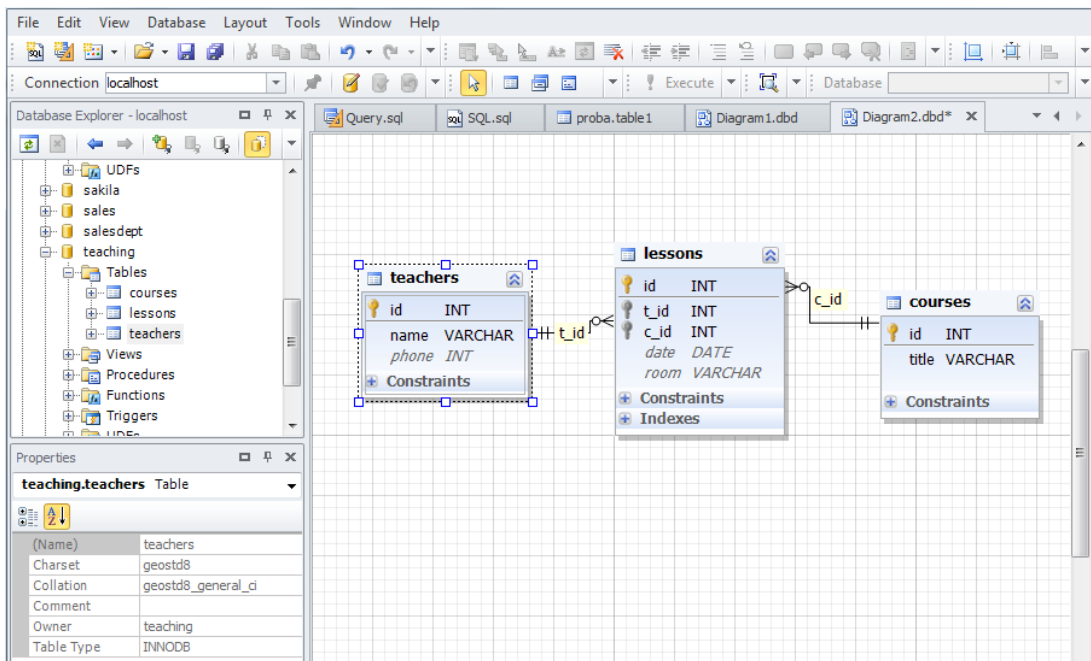 File Edit View Database Layout Tools Window Help
Connection localhost Execute Database
Database Explorer - localhost
Query.sql SQL.sql proba.table1 Diagram1.dbd Diagram2.dbd*
UDFs
sakila
sales
salesdept
teaching
Tables
courses
lessons
teachers
Views
Procedures
Functions
Triggers
UDFs
Properties
teaching.teachers Table
(Name) teachers
Charset geostd8
Collation geostd8_general_ci
Comment
Owner teaching
Table Type INNODB
teachers
id INT
name VARCHAR
phone INT
Constraints
t_id
lessons
id INT
t_id INT
c_id INT
date DATE
room VARCHAR
Constraints
Indexes
c_id
courses
id INT
title VARCHAR
Constraints